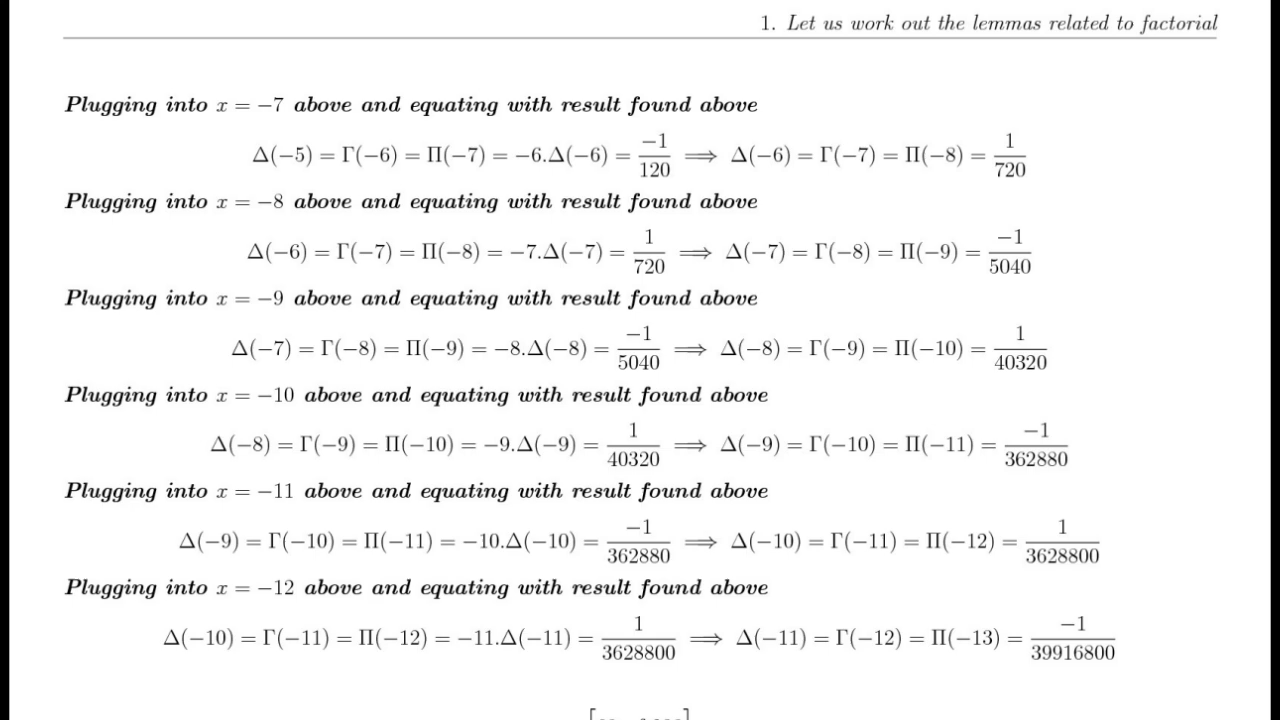 1. Let us work out the lemmas related to factorial
Plugging into x = −7 above and equating with result found above
Δ(−5) = Γ(−6) = Π(−7) = −6.Δ(−6) = −1/120 ⟹ Δ(−6) = Γ(−7) = Π(−8) = 1/720
Plugging into x = −8 above and equating with result found above
Δ(−6) = Γ(−7) = Π(−8) = −7.Δ(−7) = 1/720 ⟹ Δ(−7) = Γ(−8) = Π(−9) = −1/5040
Plugging into x = −9 above and equating with result found above
Δ(−7) = Γ(−8) = Π(−9) = −8.Δ(−8) = −1/5040 ⟹ Δ(−8) = Γ(−9) = Π(−10) = 1/40320
Plugging into x = −10 above and equating with result found above
Δ(−8) = Γ(−9) = Π(−10) = −9.Δ(−9) = 1/40320 ⟹ Δ(−9) = Γ(−10) = Π(−11) = −1/362880
Plugging into x = −11 above and equating with result found above
Δ(−9) = Γ(−10) = Π(−11) = −10.Δ(−10) = −1/362880 ⟹ Δ(−10) = Γ(−11) = Π(−12) = 1/3628800
Plugging into x = −12 above and equating with result found above
Δ(−10) = Γ(−11) = Π(−12) = −11.Δ(−11) = 1/3628800 ⟹ Δ(−11) = Γ(−12) = Π(−13) = −1/39916800